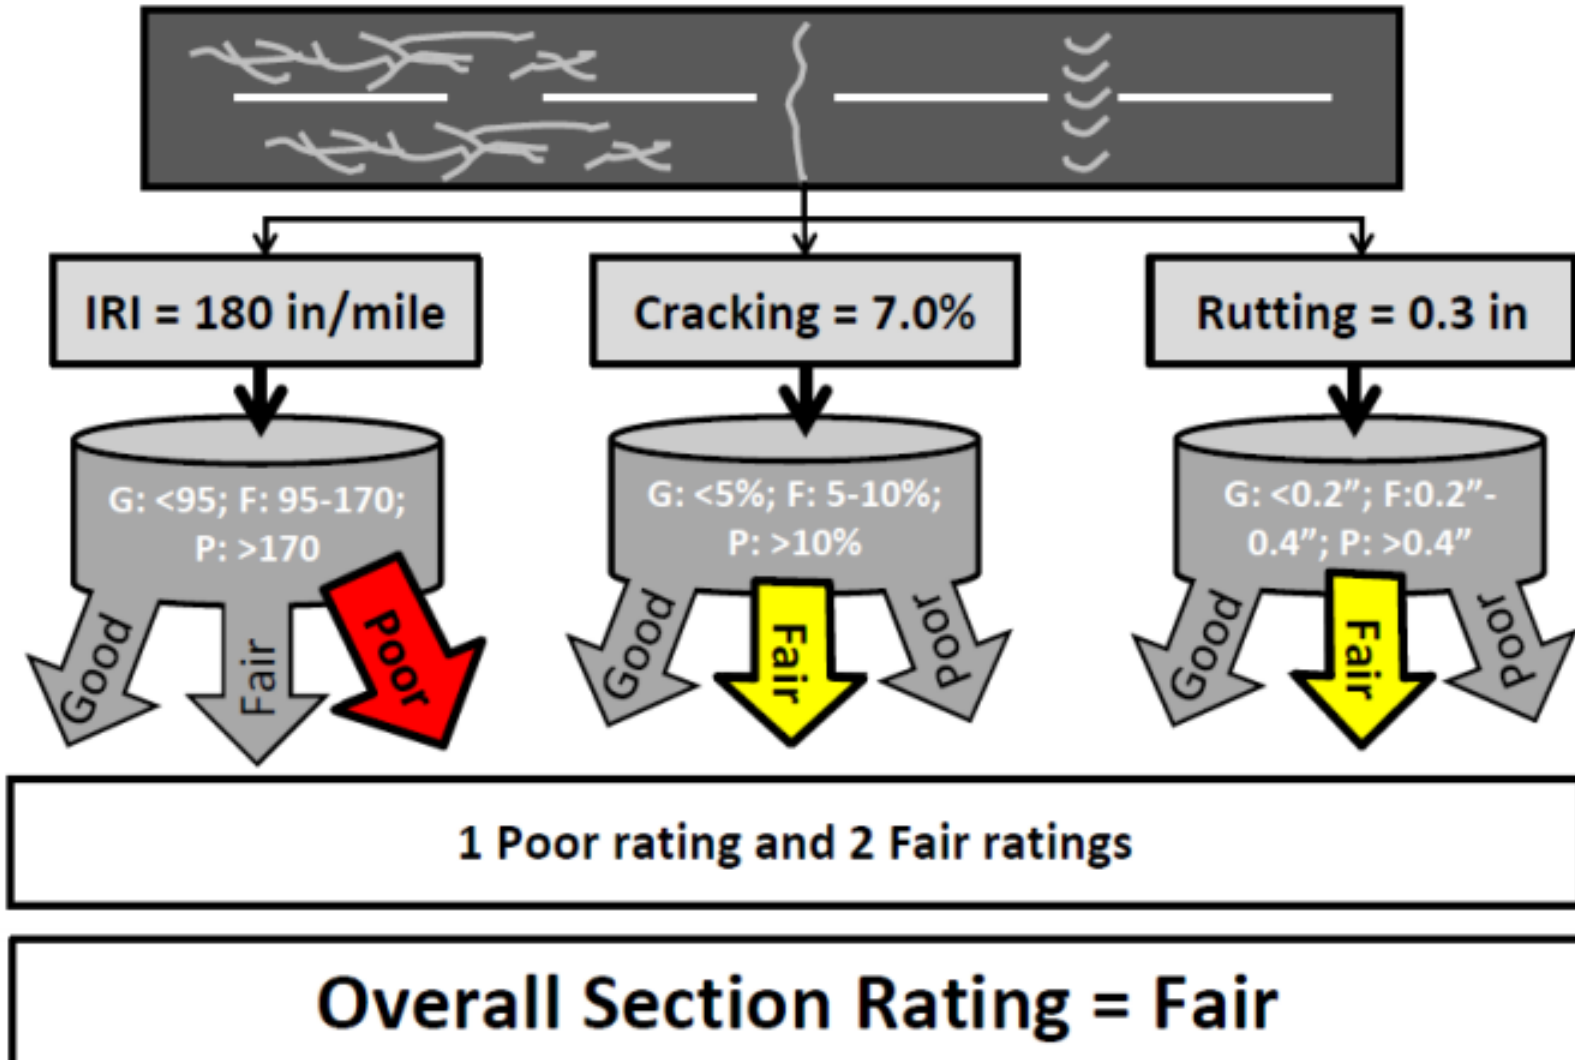 IRI = 180 in/mile
Cracking = 7.0%
Rutting = 0.3 in
G: <95; F: 95-170;
P: >170
G: <5%; F: 5-10%;
P: >10%
G: <0.2”; F:0.2”-
0.4”; P: >0.4”
Good
Fair
Poor
Good
Fair
Poor
Good
Fair
Poor
1 Poor rating and 2 Fair ratings
Overall Section Rating = Fair